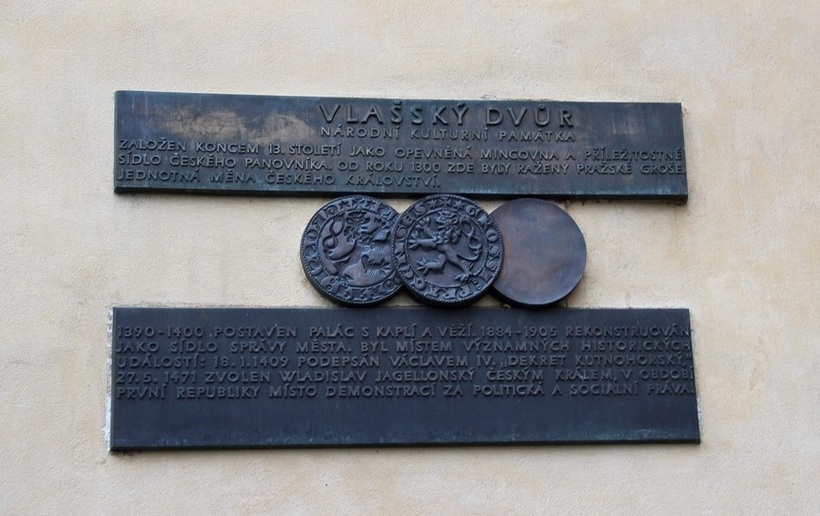 VLAŠSKÝ DVŮR
NÁRODNÍ KULTURNÍ PAMÁTKA
ZALOŽEN KONCEM 13. STOLETÍ JAKO OPEVNĚNÁ MINCOVNA A PŘÍLEŽITOSTNÉ
SÍDLO ČESKÉHO PANOVNÍKA. OD ROKU 1300 ZDE BYLY RAŽENY PRAŽSKÉ GROŠE,
JEDNOTNÁ MĚNA ČESKÉHO KRÁLOVSTVÍ.
1390-1400 POSTAVEN PALÁC S KAPLÍ A VĚŽÍ. 1884-1905 REKONSTRUOVÁN
JAKO SÍDLO SPRÁVY MĚSTA. BYL MÍSTEM VÝZNAMNÝCH HISTORICKÝCH
UDÁLOSTÍ: 18.1.1409 PODEPSÁN VÁCLAVEM IV. „DEKRET KUTNOHORSKÝ",
27.5.1471 ZVOLEN WLADISLAV JAGELLONSKÝ ČESKÝM KRÁLEM, V OBDOBÍ
PRVNÍ REPUBLIKY MÍSTO DEMONSTRACÍ ZA POLITICKÁ A SOCIÁLNÍ PRÁVA